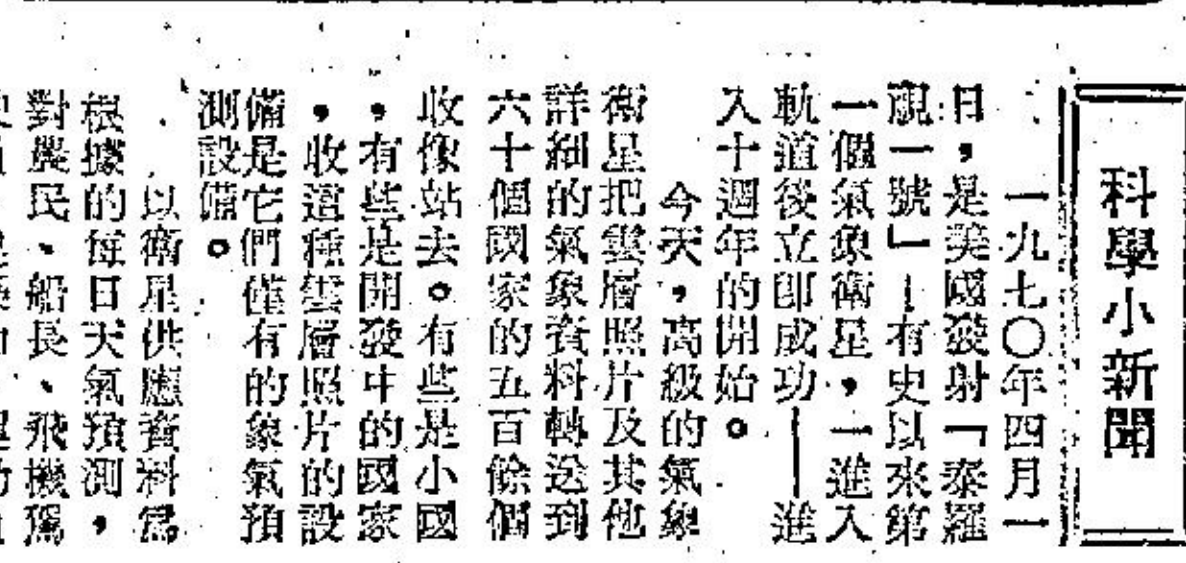 科學小新聞
一九七〇年四月一
日，是美國發射「泰羅
覗一號」—有史以來第
一個氣象衛星，一進入
軌道後立即成功——進
入十週年的開始。
今天，高級的氣象
衛星把雲層照片及其他
詳細的氣象資料轉送到
六十個國家的五百餘個
收像站去。有些是小國
，有些是開發中的國家
，收這種雲層照片的設
備是它們僅有的象氣預
測設備。
以衛星供應資料爲
根據的每日天氣預測，
對農民、船長、飛機駕